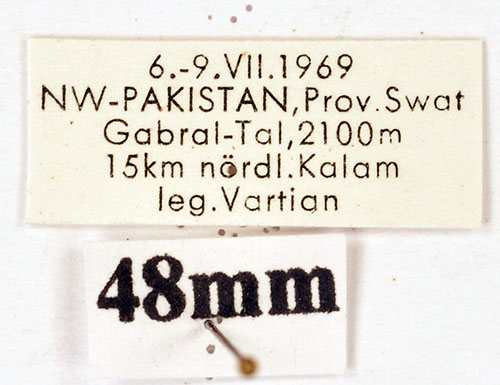 6.-9.VII.1969
NW-PAKISTAN,Prov.Swat
Gabral-Tal,2100m
15km nördl.Kalam
leg.Vartian
48mm